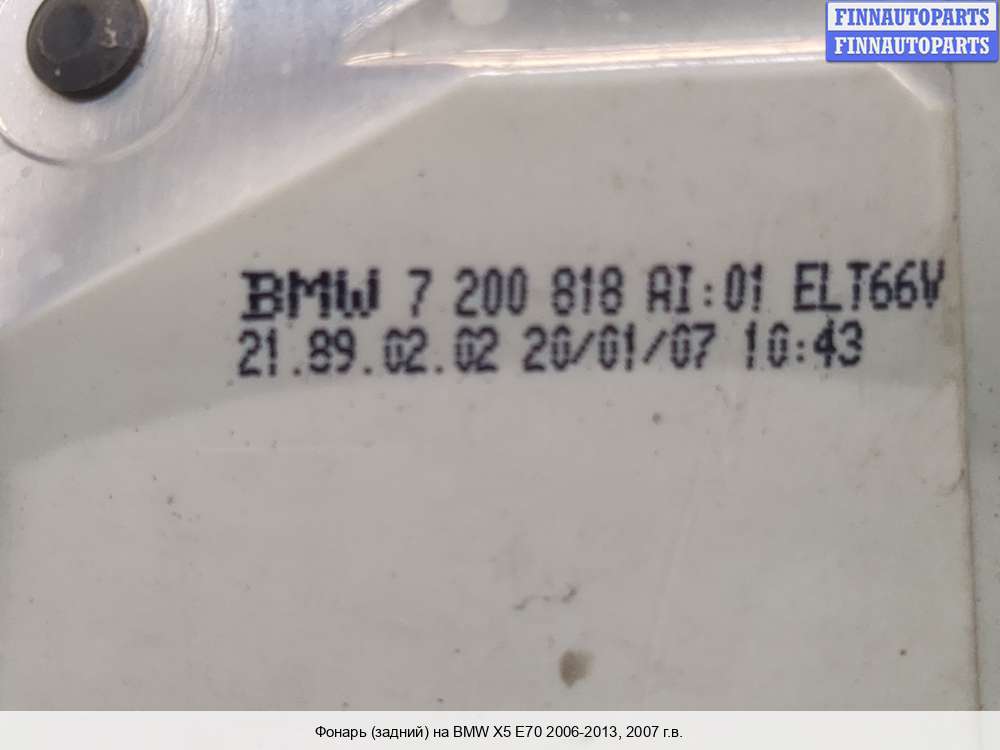 FINNAUTOPARTS
FINNAUTOPARTS
BMW 7 200 818 AI:01 ELT66V
21.89.02.02 20/01/07 10:43
Фонарь (задний) на BMW X5 E70 2006-2013, 2007 г.в.